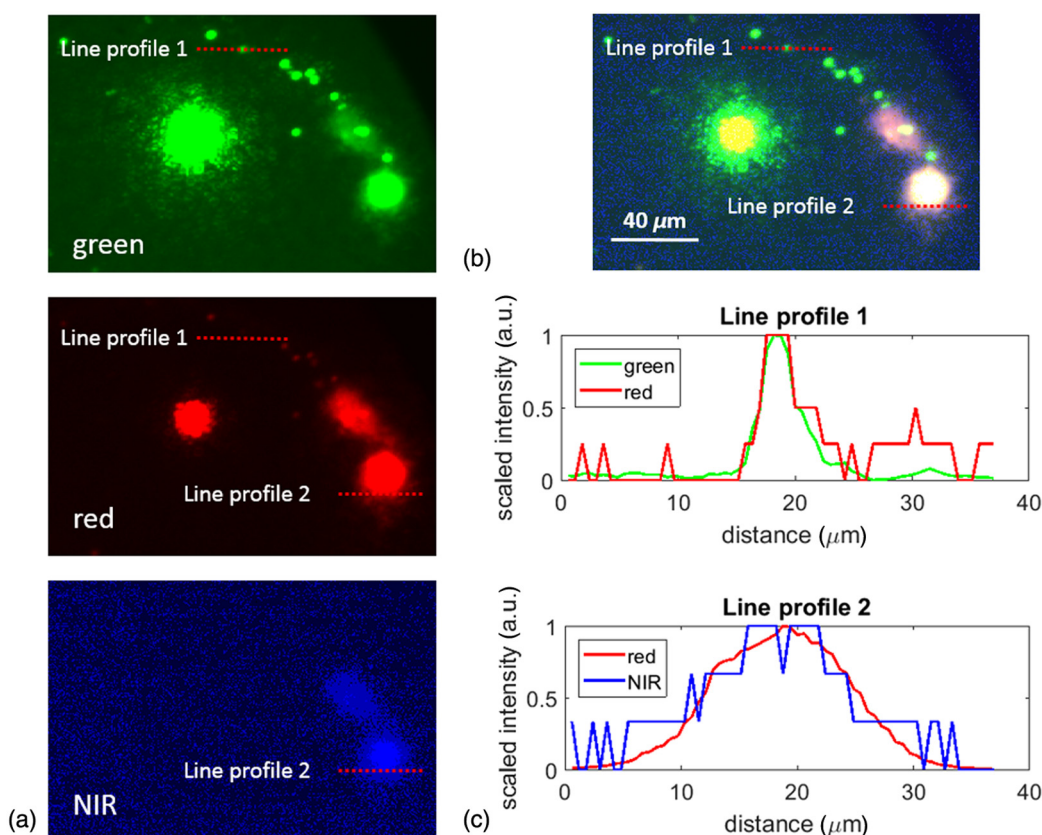 Line profile 1
green
Line profile 1
Line profile 2
red
Line profile 2
NIR
(a)
Line profile 1
Line profile 2
40 μm
(b)
Line profile 1
scaled intensity (a.u.)
1
0.5
0
green
red
0 10 20 30 40
distance (μm)
Line profile 2
scaled intensity (a.u.)
1
0.5
0
red
NIR
0 10 20 30 40
distance (μm)
(c)